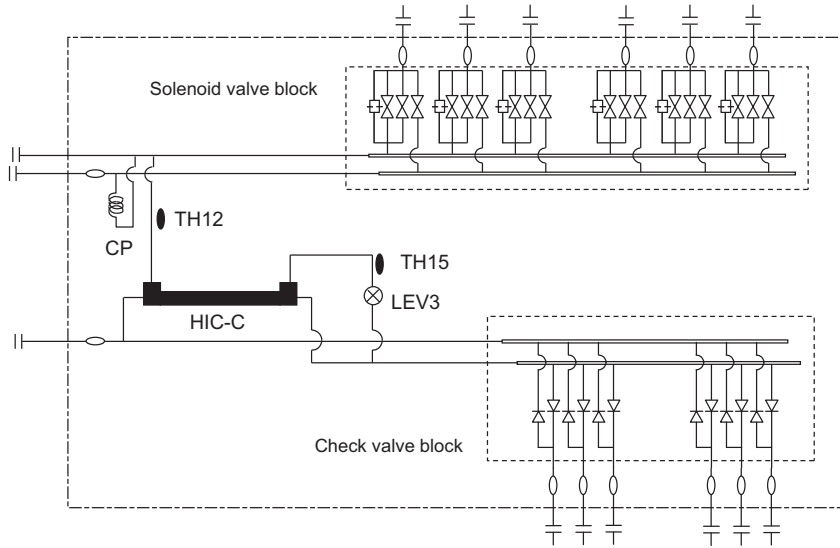 Solenoid valve block
TH12
CP
TH15
LEV3
HIC-C
Check valve block